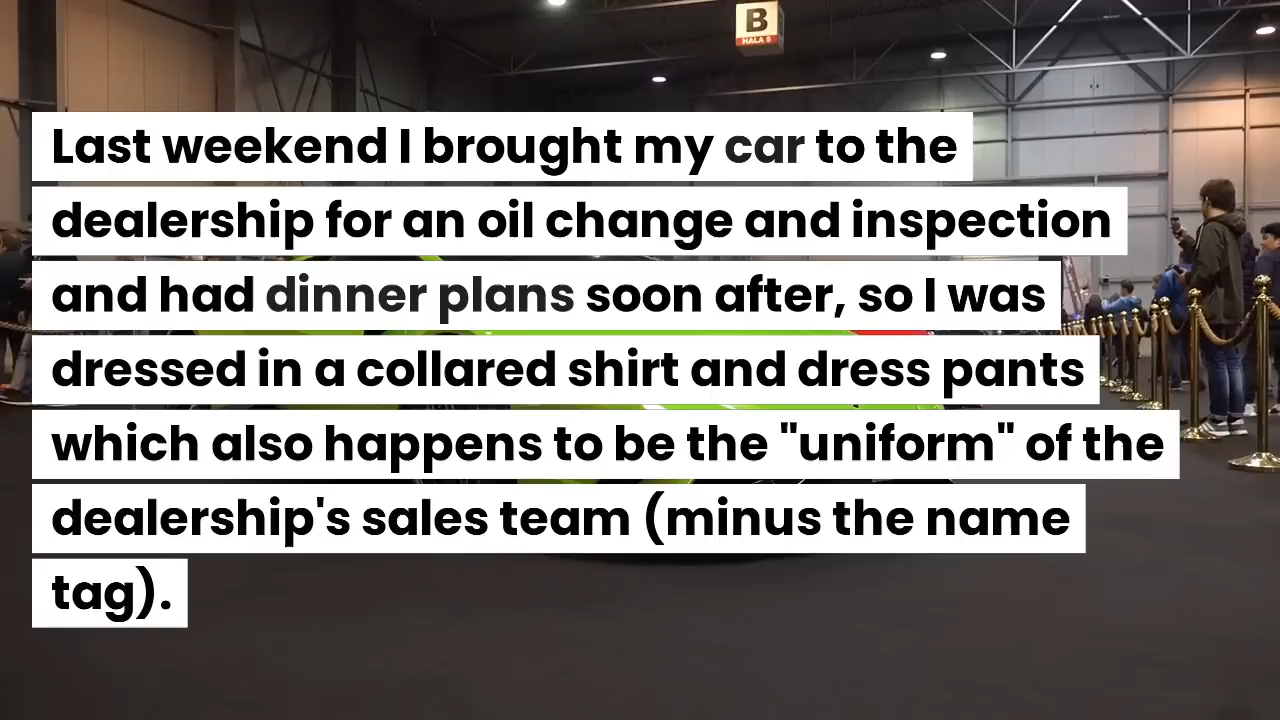 B
HALA 8
Last weekend I brought my car to the
dealership for an oil change and inspection
and had dinner plans soon after, so I was
dressed in a collared shirt and dress pants
which also happens to be the "uniform" of the
dealership's sales team (minus the name
tag).